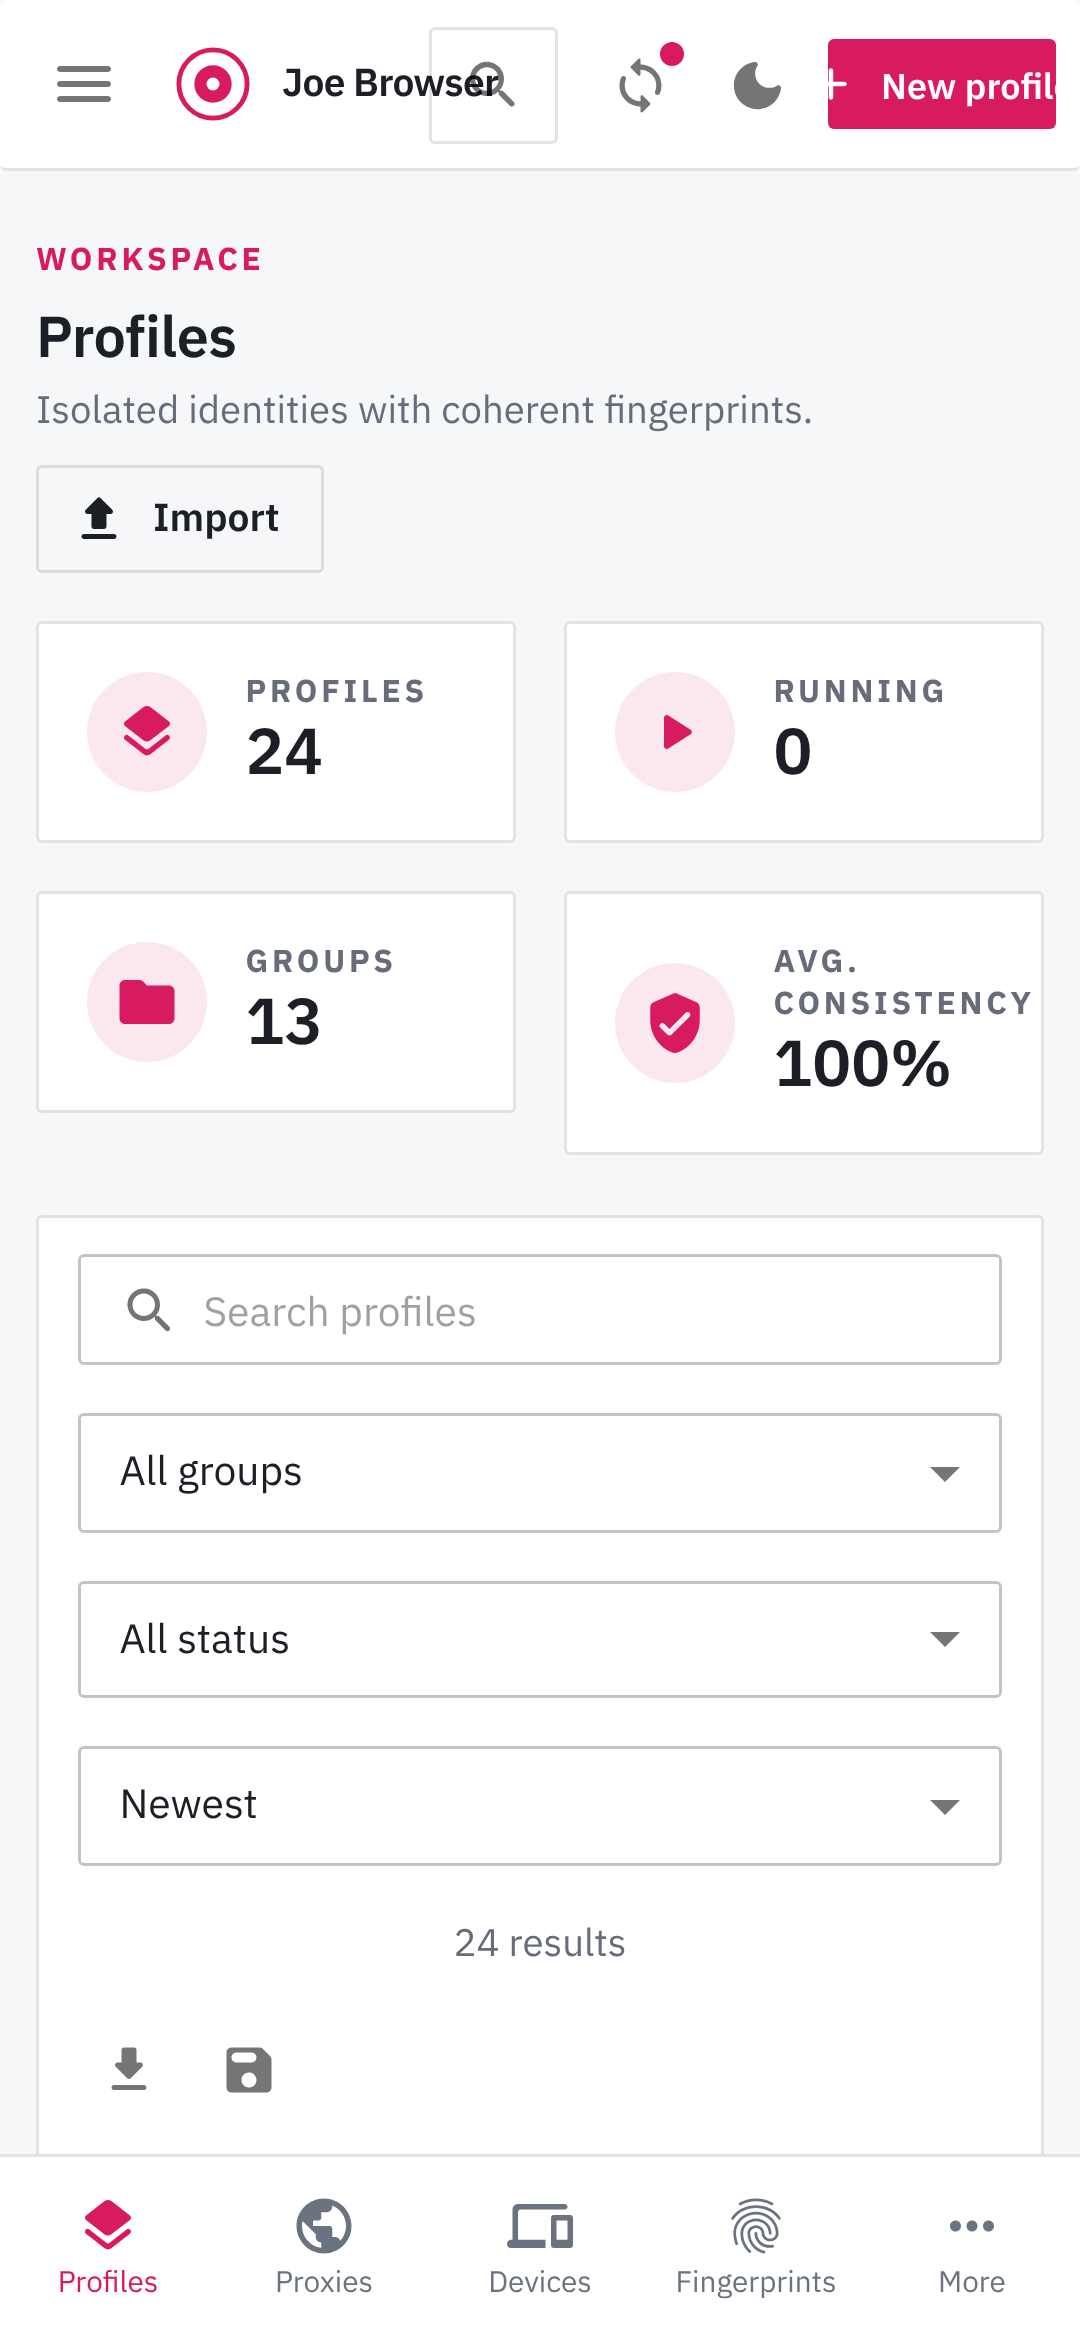 Joe Browser
New profil
WORKSPACE
Profiles
Isolated identities with coherent fingerprints.
Import
PROFILES
24
RUNNING
0
GROUPS
13
AVG.
CONSISTENCY
100%
Search profiles
All groups
All status
Newest
24 results
Profiles
Proxies
Devices
Fingerprints
More